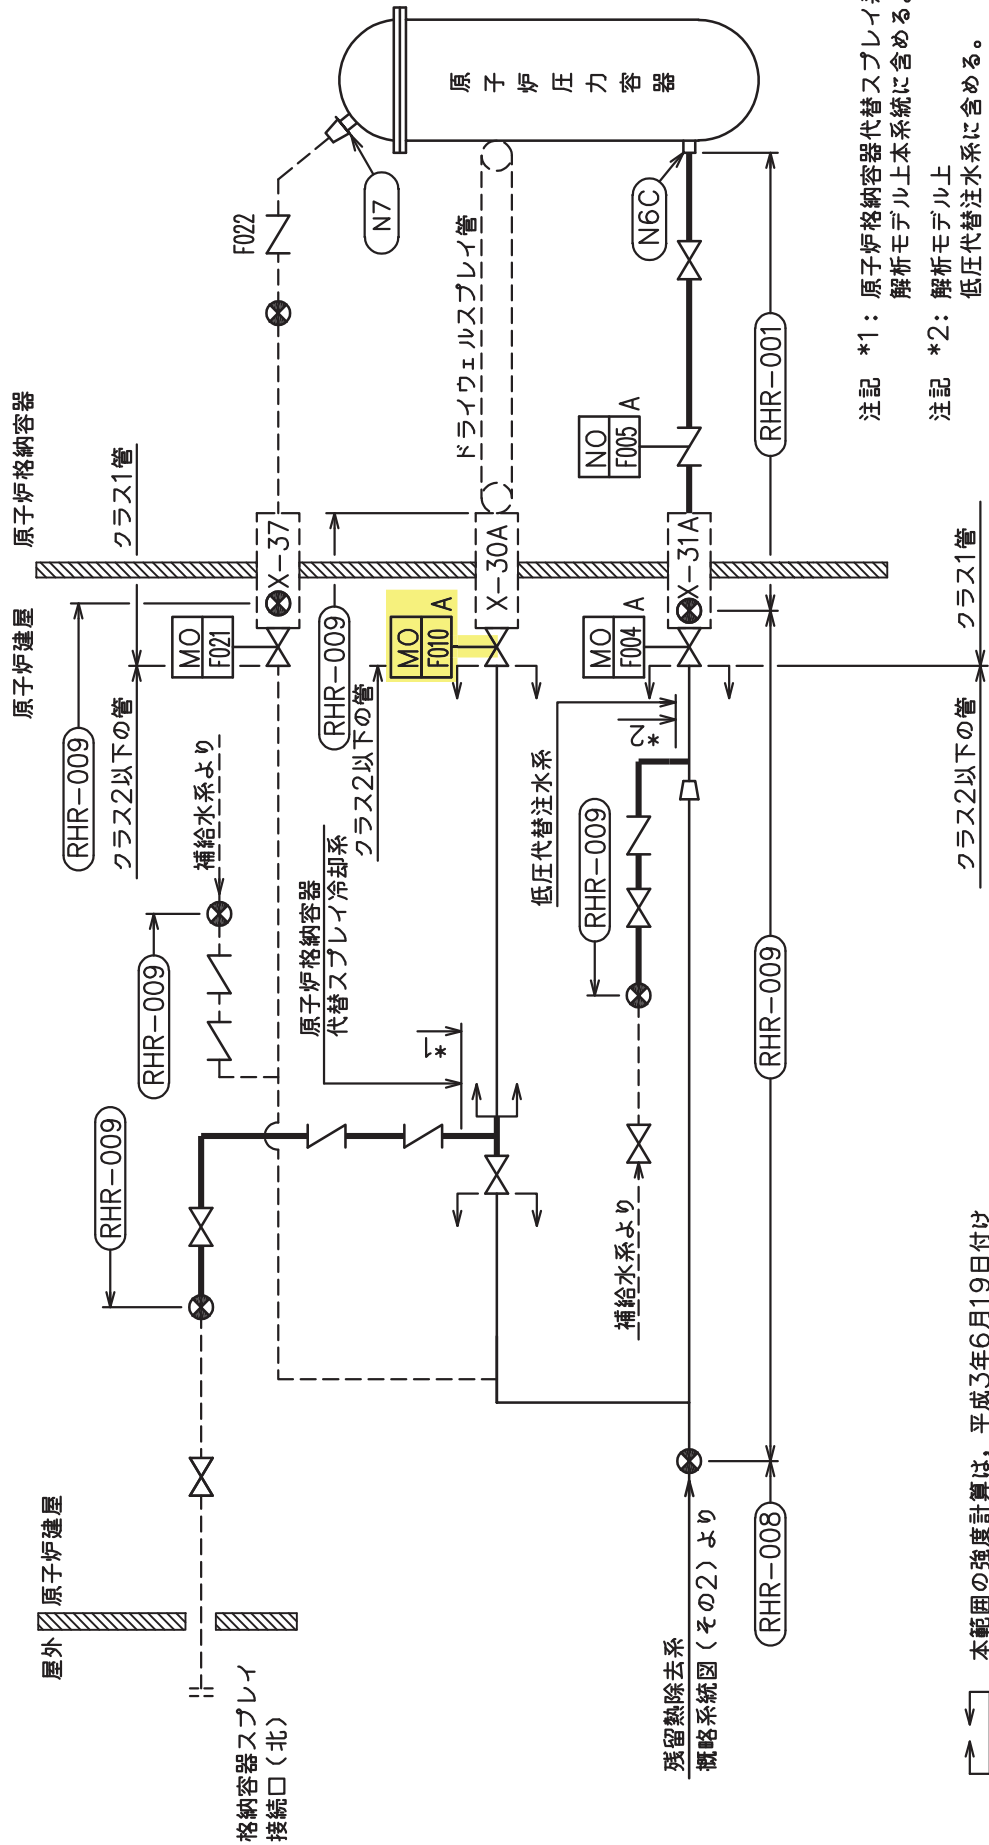 原子炉圧力容器
N7
F022
ドライウェルスプレイ管
N6C
RHR-001
NO
F005
A
原子炉格納容器
原子炉建屋
クラス1管
クラス2以下の管
X-37
X-30A
X-31A
MO
F021
MO
F010
A
MO
F004
A
RHR-009
RHR-009
クラス2以下の管
クラス1管
クラス2以下の管
補給水系より
RHR-009
原子炉格納容器
代替スプレイ冷却系
*1
低圧代替注水系
*2
RHR-009
RHR-009
RHR-009
補給水系より
屋外
原子炉建屋
格納容器スプレイ
接続口(北)
残留熱除去系
概略系統図(その2)より
RHR-008
注記 *1:原子炉格納容器代替スプレイ
解析モデル上本系統に含める。
注記 *2:解析モデル上
低圧代替注水系に含める。
本範囲の強度計算は,平成3年6月19日付け